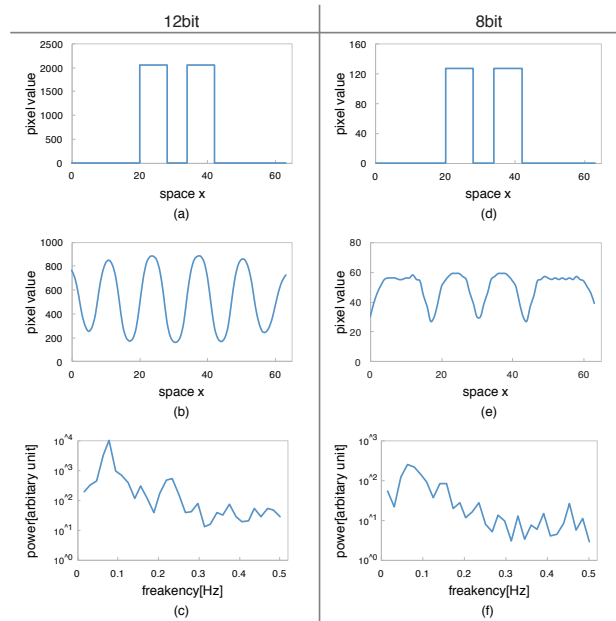 12bit
8bit
2500
2000
1500
1000
500
0
pixel value
0
20
40
60
space x
(a)
160
120
80
40
0
pixel value
0
20
40
60
space x
(d)
1000
800
600
400
200
0
pixel value
0
20
40
60
space x
(b)
80
60
40
20
0
pixel value
0
20
40
60
space x
(e)
10^4
10^3
10^2
10^1
10^0
power[arbitary unit]
0
0.1
0.2
0.3
0.4
0.5
freakency[Hz]
(c)
10^3
10^2
10^1
10^0
power[arbitary unit]
0
0.1
0.2
0.3
0.4
0.5
freakency[Hz]
(f)